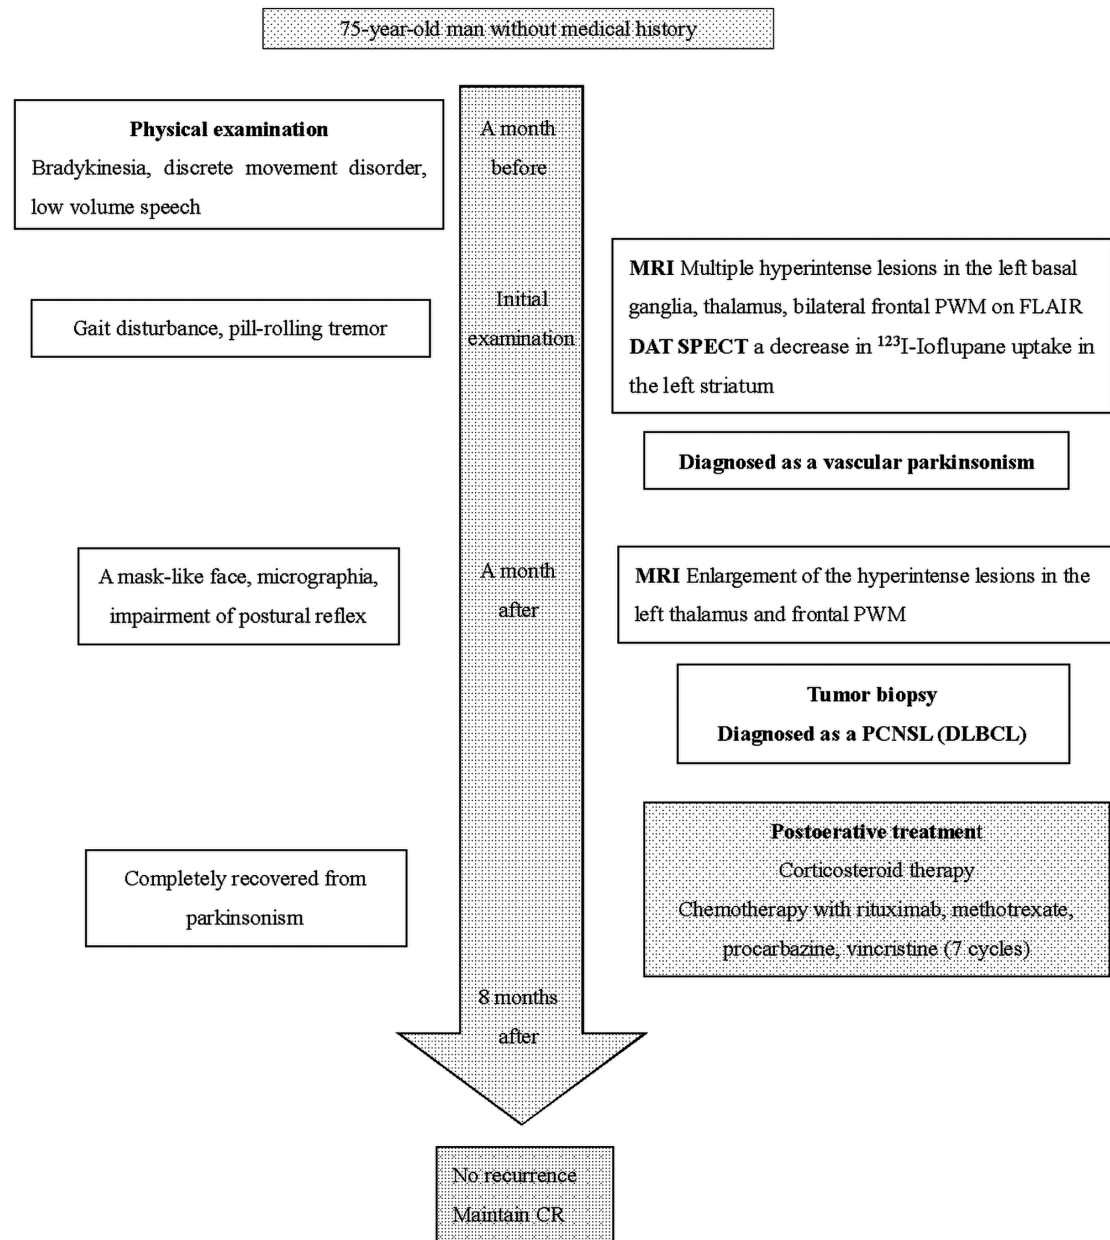 75-year-old man without medical history
Physical examination
Bradykinesia, discrete movement disorder,
low volume speech
A month
before
MRI Multiple hyperintense lesions in the left basal
ganglia, thalamus, bilateral frontal PWM on FLAIR
DAT SPECT a decrease in ¹²³I-Ioflupane uptake in
the left striatum
Initial
examination
Gait disturbance, pill-rolling tremor
Diagnosed as a vascular parkinsonism
A mask-like face, micrographia,
impairment of postural reflex
A month
after
MRI Enlargement of the hyperintense lesions in the
left thalamus and frontal PWM
Tumor biopsy
Diagnosed as a PCNSL (DLBCL)
Postoerative treatment
Corticosteroid therapy
Chemotherapy with rituximab, methotrexate,
procarbazine, vincristine (7 cycles)
Completely recovered from
parkinsonism
8 months
after
No recurrence
Maintain CR